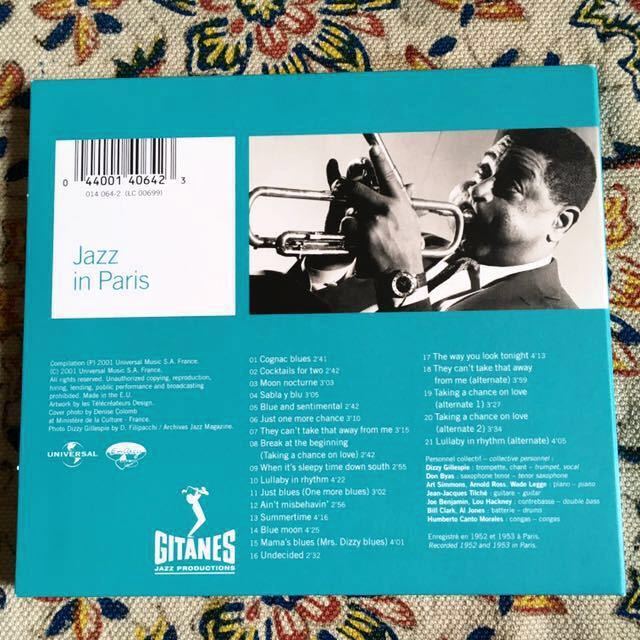 0 44001 40642 3
014 064-2 (LC 00699)
Jazz
in Paris
Compilation (P) 2001 Universal Music S.A. France.
(C) 2001 Universal Music S.A. France.
All rights reserved. Unauthorized copying, reproduction,
hiring, lending, public performance and broadcasting
prohibited. Made in the E.U.
Artwork by les Télécréateurs Design.
Cover photo by Denise Colomb
at Ministère de la Culture - France.
Photo Dizzy Gillespie by D. Filipacchi / Archives Jazz Magazine.
UNIVERSAL
GITANES
JAZZ PRODUCTIONS
01 Cognac blues 2'41
02 Cocktails for two 2'42
03 Moon nocturne 3'03
04 Sabla y blu 3'05
05 Blue and sentimental 2'42
06 Just one more chance 3'10
07 They can't take that away from me 3'15
08 Break at the beginning
(Taking a chance on love) 2'42
09 When it's sleepy time down south 2'55
10 Lullaby in rhythm 4'22
11 Just blues (One more blues) 3'02
12 Ain't misbehavin' 2'56
13 Summertime 4'16
14 Blue moon 4'25
15 Mama's blues (Mrs. Dizzy blues) 4'01
16 Undecided 2'32
17 The way you look tonight 4'13
18 They can't take that away
from me (alternate) 3'59
19 Taking a chance on love
(alternate 1) 3'27
20 Taking a chance on love
(alternate 2) 3'34
21 Lullaby in rhythm (alternate) 4'05
Personnel collectif – collective personnel :
Dizzy Gillespie : trompette, chant – trumpet, vocal
Don Byas : saxophone ténor – tenor saxophone
Art Simmons, Arnold Ross, Wade Legge : piano – piano
Jean-Jacques Tilché : guitare – guitar
Joe Benjamin, Lou Hackney : contrebasse – double bass
Bill Clark, Al Jones : batterie – drums
Humberto Canto Morales : congas – congas
Enregistré en 1952 et 1953 à Paris.
Recorded 1952 and 1953 in Paris.